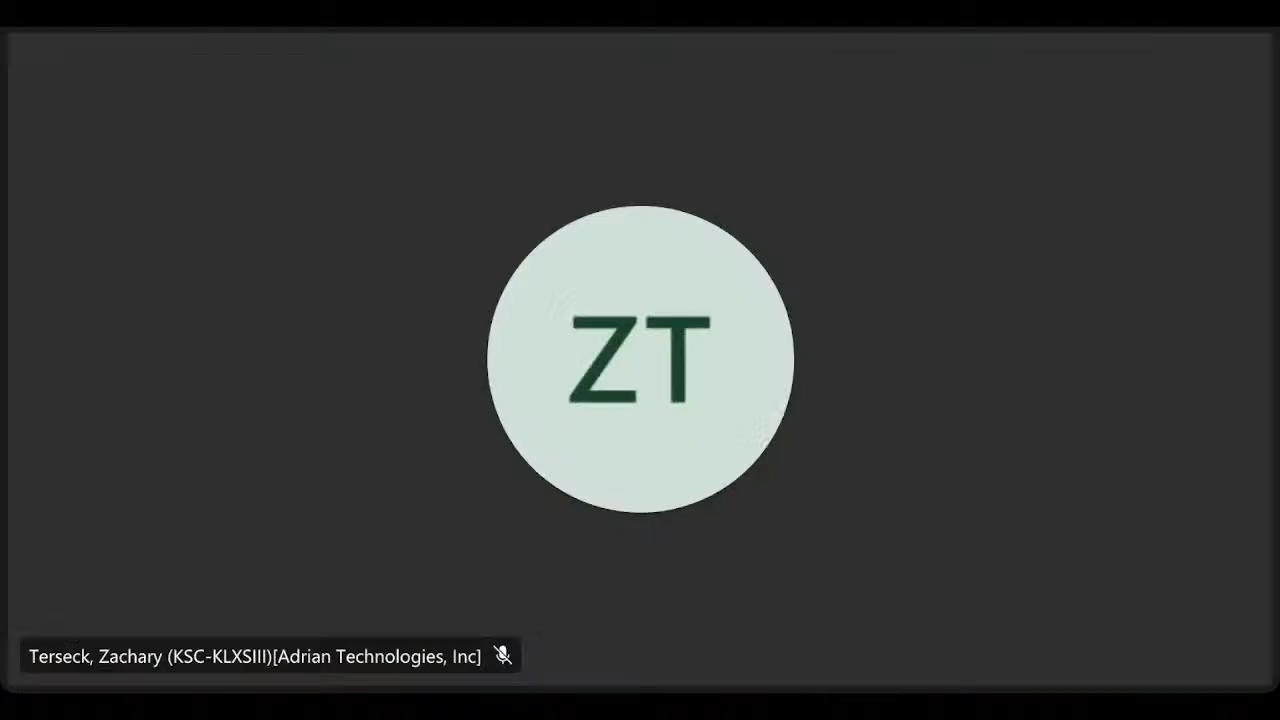 ZT
Terseck, Zachary (KSC-KLXSIII)[Adrian Technologies, Inc]